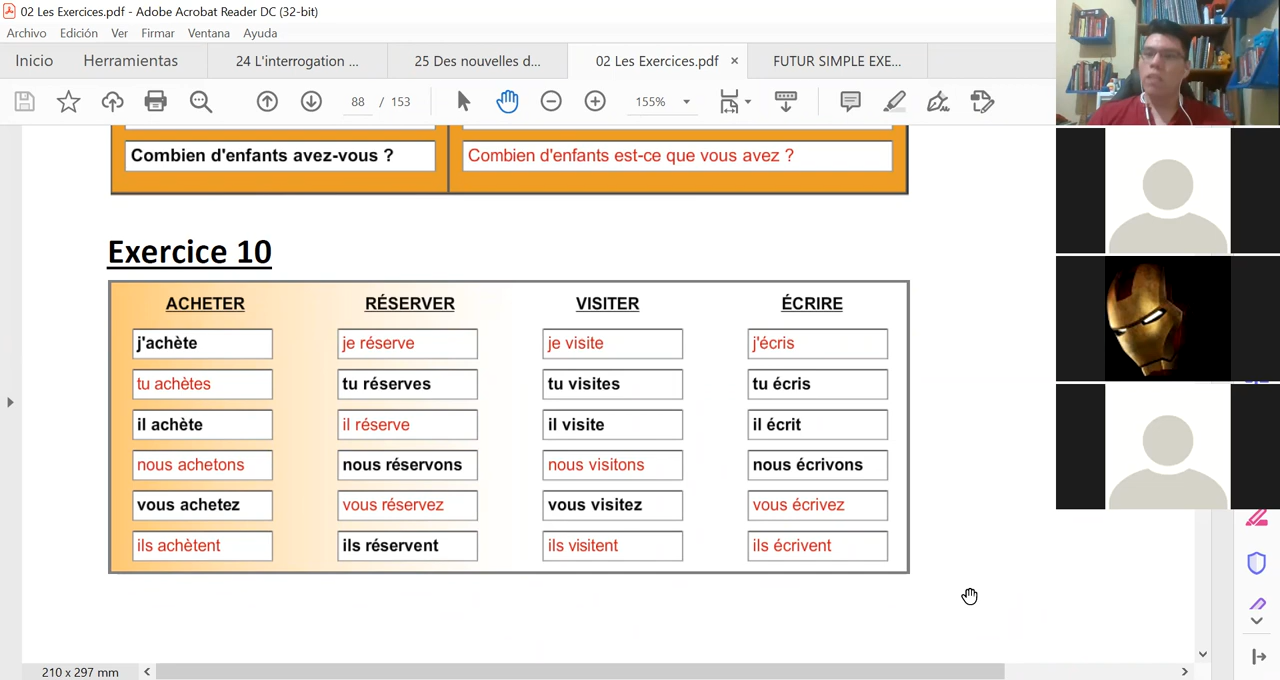 02 Les Exercices.pdf - Adobe Acrobat Reader DC (32-bit)
Archivo Edición Ver Firmar Ventana Ayuda
Inicio Herramientas 24 L'interrogation ... 25 Des nouvelles d... 02 Les Exercices.pdf × FUTUR SIMPLE EXE...
88 / 153 155%
Combien d'enfants avez-vous ? Combien d'enfants est-ce que vous avez ?
Exercice 10
ACHETER RÉSERVER VISITER ÉCRIRE
j'achète je réserve je visite j'écris
tu achètes tu réserves tu visites tu écris
il achète il réserve il visite il écrit
nous achetons nous réservons nous visitons nous écrivons
vous achetez vous réservez vous visitez vous écrivez
ils achètent ils réservent ils visitent ils écrivent
210 x 297 mm